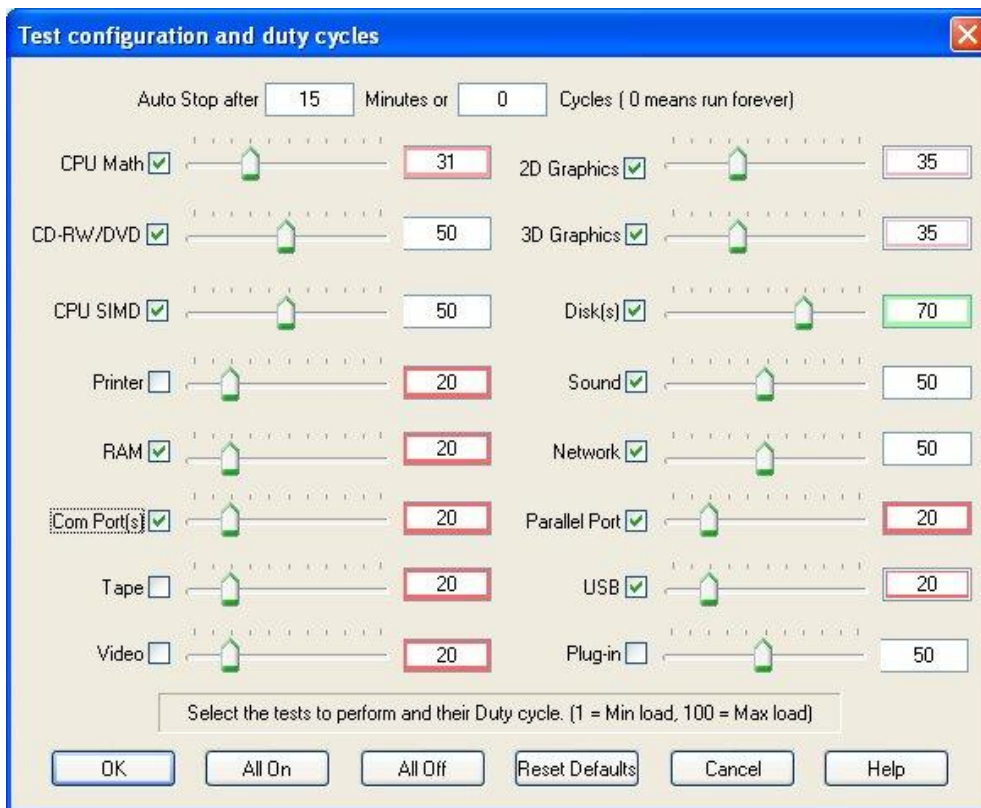 Test configuration and duty cycles
Auto Stop after 15 Minutes or 0 Cycles ( 0 means run forever)
CPU Math 31 2D Graphics 35
CD-RW/DVD 50 3D Graphics 35
CPU SIMD 50 Disk(s) 70
Printer 20 Sound 50
RAM 20 Network 50
Com Port(s) 20 Parallel Port 20
Tape 20 USB 20
Video 20 Plug-in 50
Select the tests to perform and their Duty cycle. (1 = Min load, 100 = Max load)
OK All On All Off Reset Defaults Cancel Help